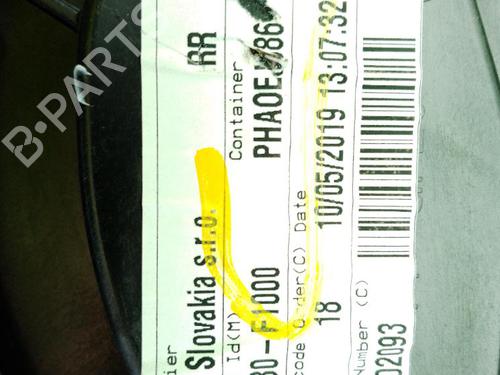 B-PARTS
ier
Slovakia s.r.o. RR
Id(M) Container
30-F1000
code Order(C) Date
18 10/05/2019 13:07:32
Number (C)
02093